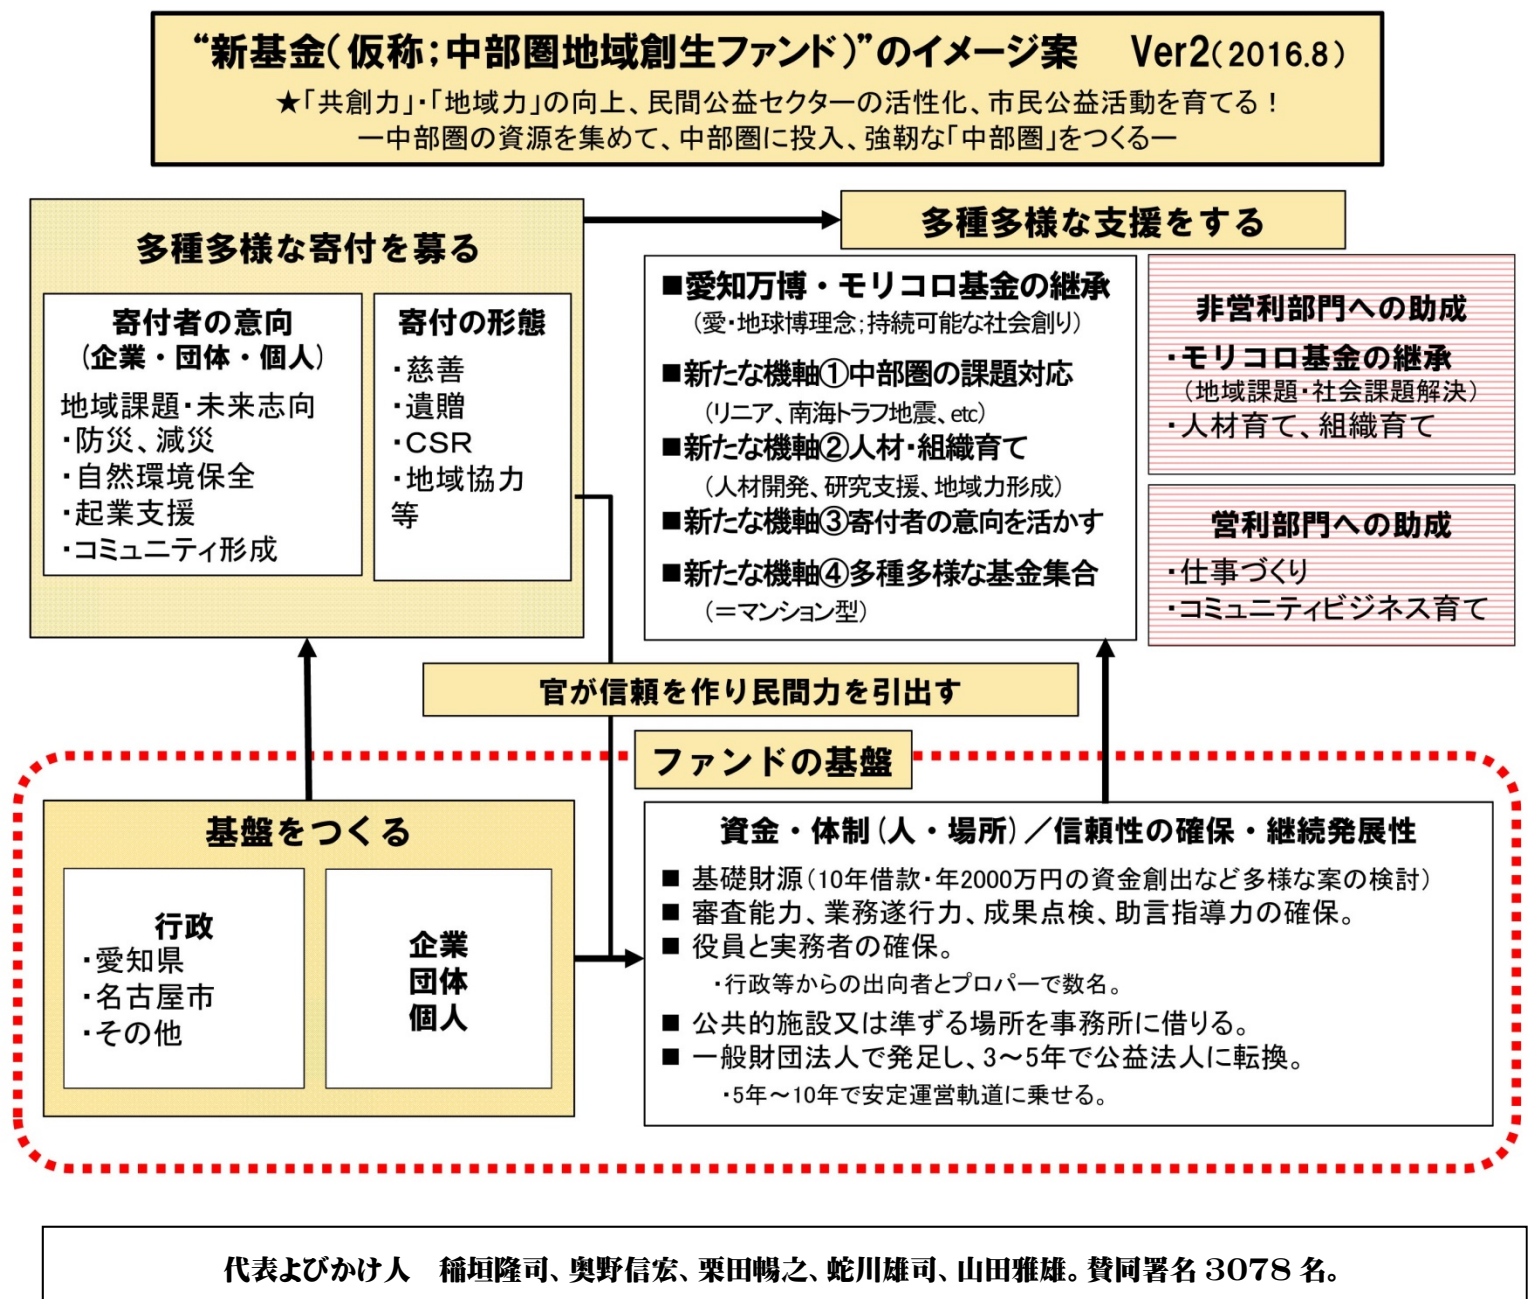 “新基金(仮称;中部圏地域創生ファンド)”のイメージ案　Ver2(2016.8)
★「共創力」・「地域力」の向上、民間公益セクターの活性化、市民公益活動を育てる！
―中部圏の資源を集めて、中部圏に投入、強靭な「中部圏」をつくる―
多種多様な寄付を募る
寄付者の意向
(企業・団体・個人)
地域課題・未来志向
・防災、減災
・自然環境保全
・起業支援
・コミュニティ形成
寄付の形態
・慈善
・遺贈
・CSR
・地域協力
等
多種多様な支援をする
■愛知万博・モリコロ基金の継承
(愛・地球博理念;持続可能な社会創り)
■新たな機軸①中部圏の課題対応
(リニア、南海トラフ地震、etc)
■新たな機軸②人材・組織育て
(人材開発、研究支援、地域力形成)
■新たな機軸③寄付者の意向を活かす
■新たな機軸④多種多様な基金集合
(＝マンション型)
非営利部門への助成
・モリコロ基金の継承
(地域課題・社会課題解決)
・人材育て、組織育て
営利部門への助成
・仕事づくり
・コミュニティビジネス育て
官が信頼を作り民間力を引出す
ファンドの基盤
基盤をつくる
行政
・愛知県
・名古屋市
・その他
企業
団体
個人
資金・体制(人・場所)／信頼性の確保・継続発展性
■ 基礎財源(10年借款・年2000万円の資金創出など多様な案の検討)
■ 審査能力、業務遂行力、成果点検、助言指導力の確保。
■ 役員と実務者の確保。
・行政等からの出向者とプロパーで数名。
■ 公共的施設又は準ずる場所を事務所に借りる。
■ 一般財団法人で発足し、3～5年で公益法人に転換。
・5年～10年で安定運営軌道に乗せる。
代表よびかけ人　稲垣隆司、奥野信宏、栗田暢之、蛇川雄司、山田雅雄。賛同署名 3078 名。